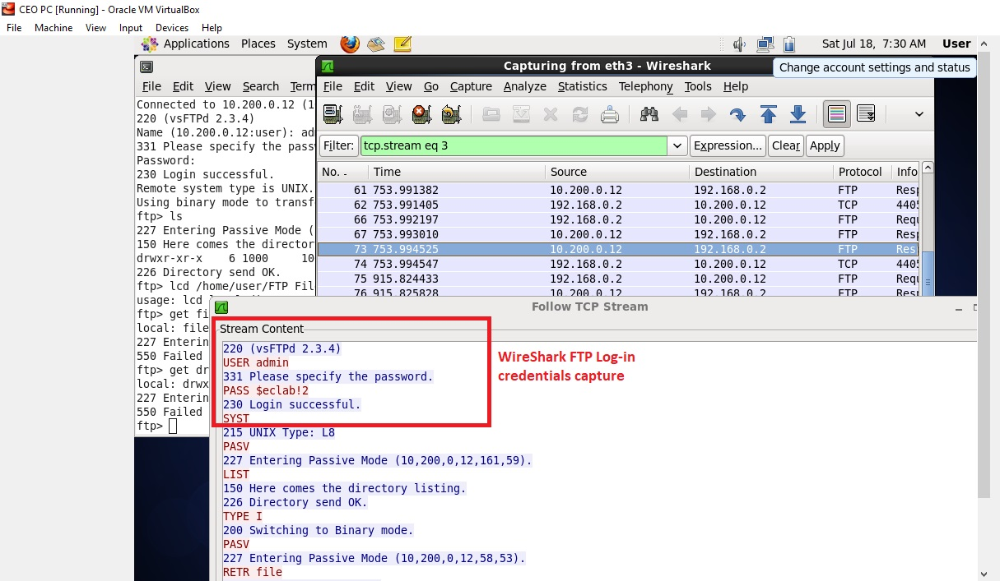 CEO PC [Running] - Oracle VM VirtualBox
File Machine View Input Devices Help
Applications Places System Sat Jul 18, 7:30 AM User
Capturing from eth3 - Wireshark
Change account settings and status
File Edit View Search Term
Connected to 10.200.0.12 (1
220 (vsFTPd 2.3.4)
Name (10.200.0.12:user): ad
331 Please specify the pass
Password:
230 Login successful.
Remote system type is UNIX.
Using binary mode to transf
ftp> ls
227 Entering Passive Mode (
150 Here comes the director
drwxr-xr-x 6 1000 10
226 Directory send OK.
ftp> lcd /home/user/FTP Fil
usage: lcd
ftp> get fi
local: file
227 Enterin
550 Failed
ftp> get dr
local: drwx
227 Enterin
550 Failed
ftp>
File Edit View Go Capture Analyze Statistics Telephony Tools Help
Filter: tcp.stream eq 3 Expression... Clear Apply
No. . Time Source Destination Protocol Info
61 753.991382 10.200.0.12 192.168.0.2 FTP Resp
62 753.991405 192.168.0.2 10.200.0.12 TCP 4405
66 753.992197 192.168.0.2 10.200.0.12 FTP Requ
67 753.993010 10.200.0.12 192.168.0.2 FTP Resp
73 753.994525 10.200.0.12 192.168.0.2 FTP Resp
74 753.994547 192.168.0.2 10.200.0.12 TCP 4405
75 915.824433 192.168.0.2 10.200.0.12 FTP Requ
76 915.825828 10.200.0.12 192.168.0.2 FTP Resp
Follow TCP Stream
Stream Content
220 (vsFTPd 2.3.4)
USER admin
331 Please specify the password.
PASS $eclab!2
230 Login successful.
SYST
215 UNIX Type: L8
PASV
227 Entering Passive Mode (10,200,0,12,161,59).
LIST
150 Here comes the directory listing.
226 Directory send OK.
TYPE I
200 Switching to Binary mode.
PASV
227 Entering Passive Mode (10,200,0,12,58,53).
RETR file
WireShark FTP Log-in
credentials capture